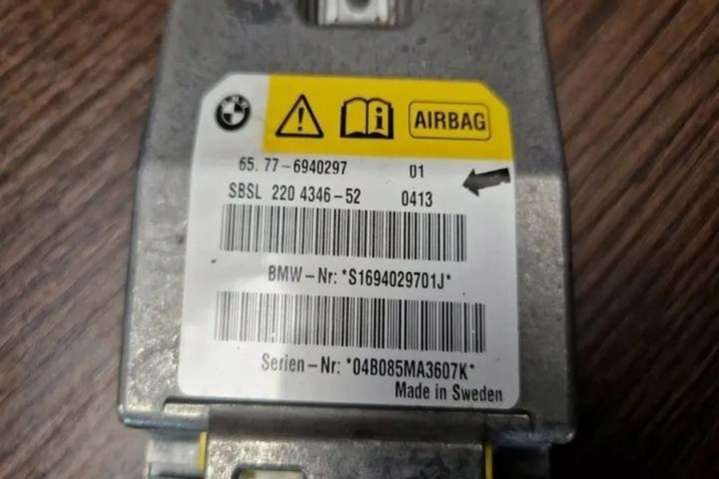 AIRBAG
65.77-6940297 01
SBSL 220 4346-52 0413
BMW-Nr: *S1694029701J*
Serien-Nr: *04B085MA3607K*
Made in Sweden